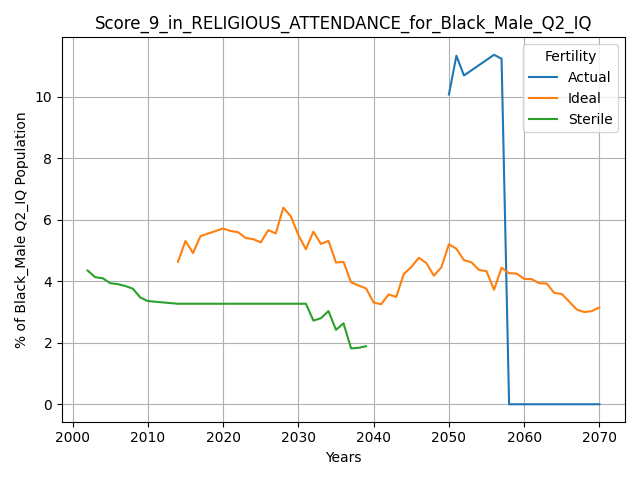 Score_9_in_RELIGIOUS_ATTENDANCE_for_Black_Male_Q2_IQ
% of Black_Male Q2_IQ Population
10
8
6
4
2
0
Fertility
Actual
Ideal
Sterile
2000 2010 2020 2030 2040 2050 2060 2070
Years